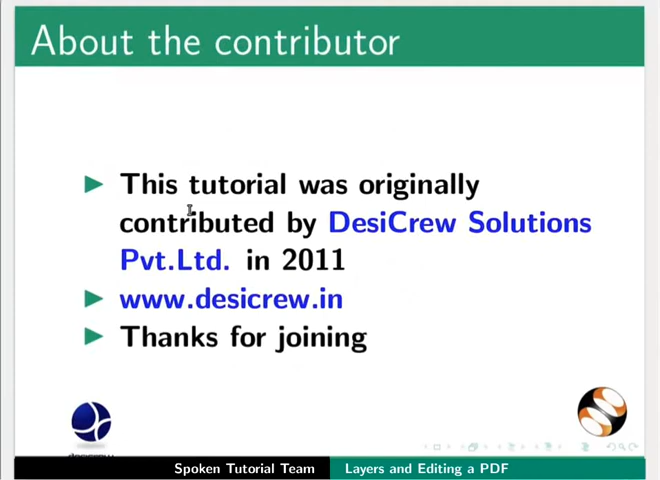 About the contributor
This tutorial was originally
contributed by DesiCrew Solutions
Pvt.Ltd. in 2011
www.desicrew.in
Thanks for joining
Spoken Tutorial Team
Layers and Editing a PDF